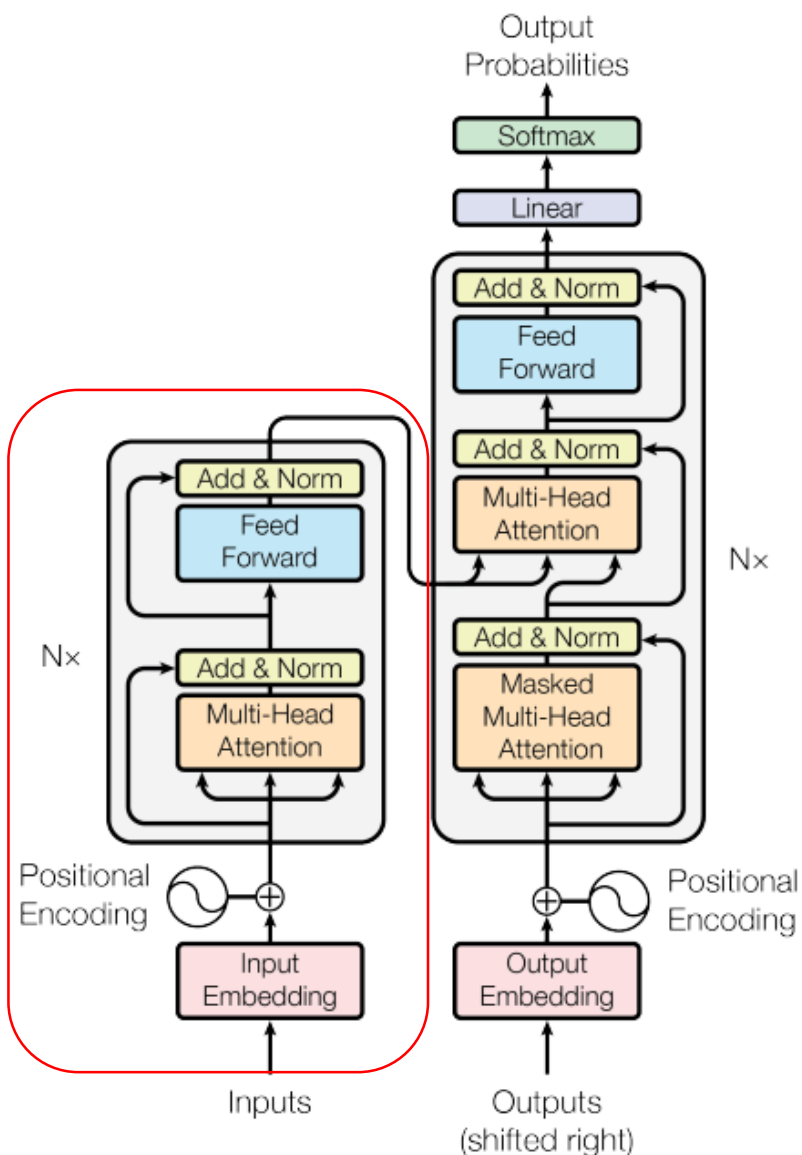 Output
Probabilities
Softmax
Linear
Add & Norm
Feed
Forward
Add & Norm
Multi-Head
Attention
Nx
Add & Norm
Masked
Multi-Head
Attention
Add & Norm
Feed
Forward
Nx
Add & Norm
Multi-Head
Attention
Positional
Encoding
Positional
Encoding
Input
Embedding
Output
Embedding
Inputs
Outputs
(shifted right)